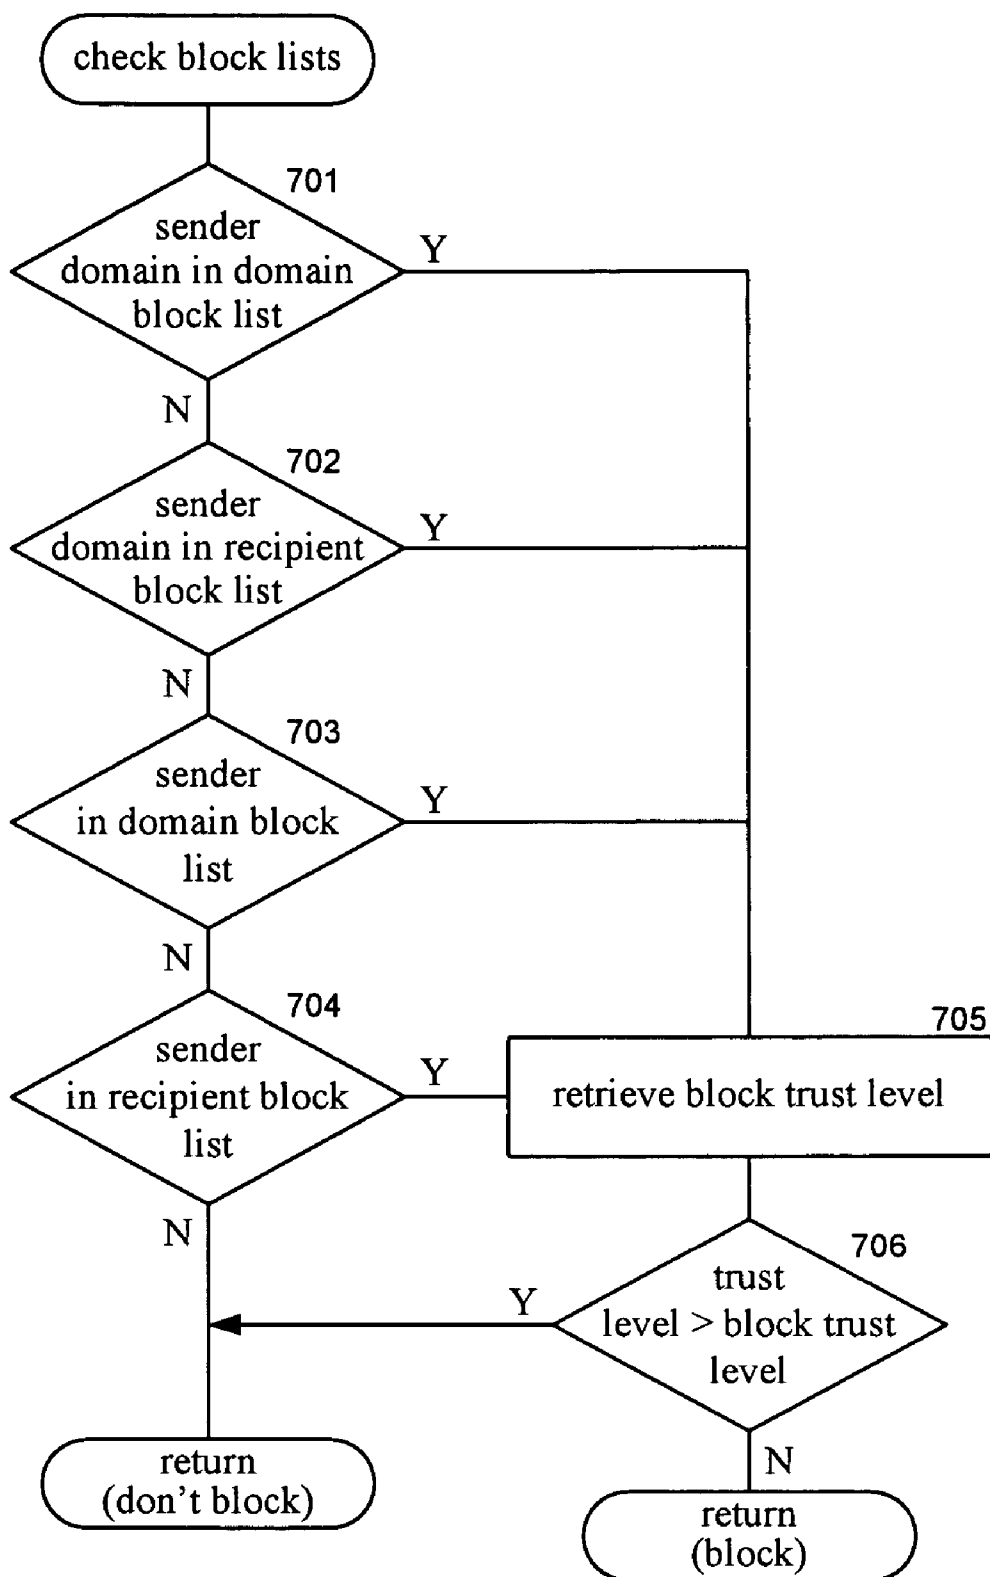 check block lists
701
sender
domain in domain
block list
Y
N
702
sender
domain in recipient
block list
Y
N
703
sender
in domain block
list
Y
N
704
sender
in recipient block
list
Y
N
705
retrieve block trust level
706
trust
level > block trust
level
Y
N
return
(don't block)
return
(block)